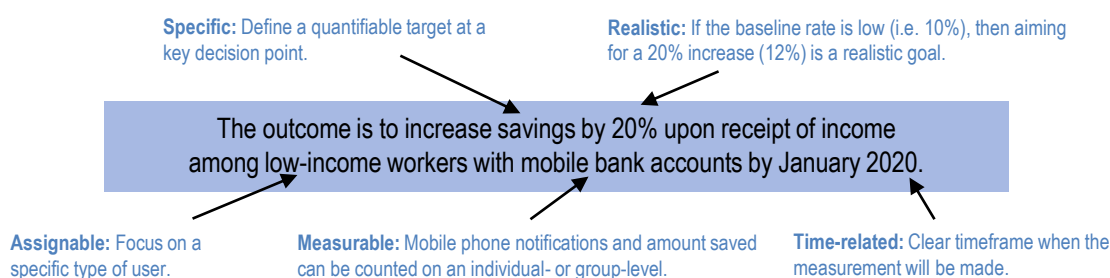 Specific: Define a quantifiable target at a
key decision point.
Realistic: If the baseline rate is low (i.e. 10%), then aiming
for a 20% increase (12%) is a realistic goal.
The outcome is to increase savings by 20% upon receipt of income
among low-income workers with mobile bank accounts by January 2020.
Assignable: Focus on a
specific type of user.
Measurable: Mobile phone notifications and amount saved
can be counted on an individual- or group-level.
Time-related: Clear timeframe when the
measurement will be made.